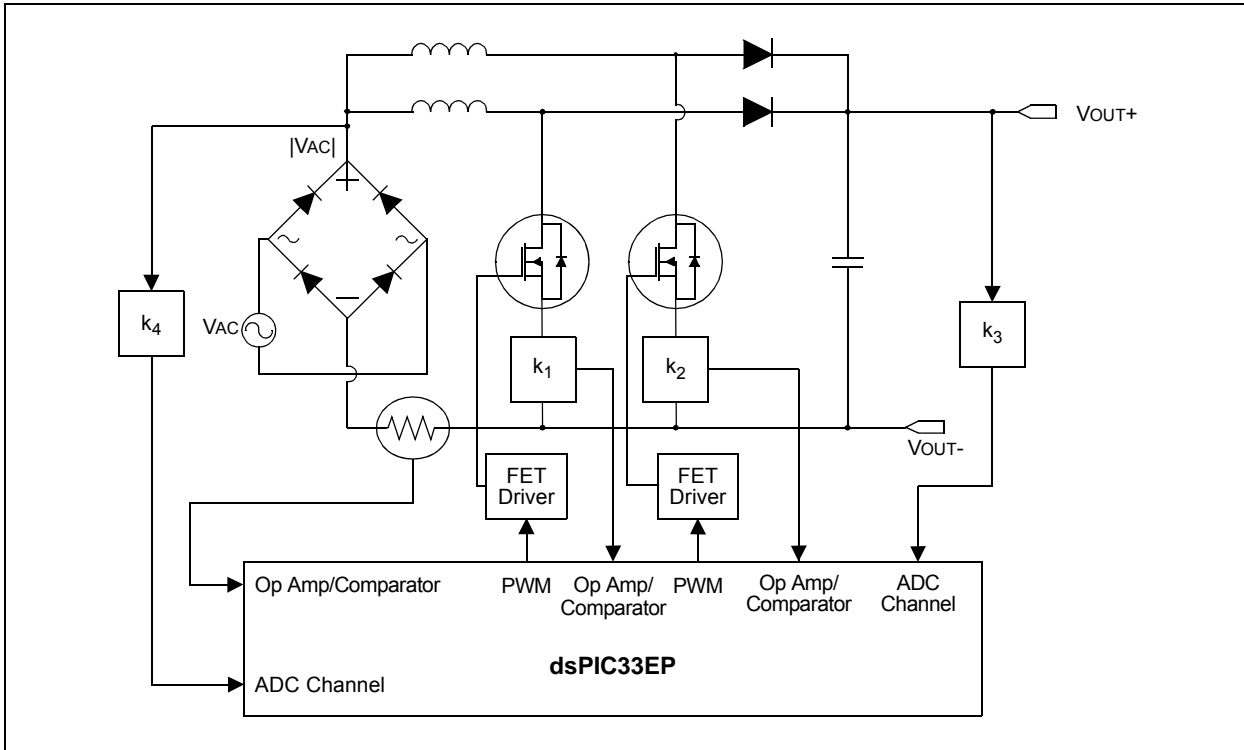 VOUT+
|VAC|
+
k4
VAC
−
k1
k2
k3
VOUT-
FET
Driver
FET
Driver
Op Amp/Comparator
PWM
Op Amp/
Comparator
PWM
Op Amp/
Comparator
ADC
Channel
dsPIC33EP
ADC Channel